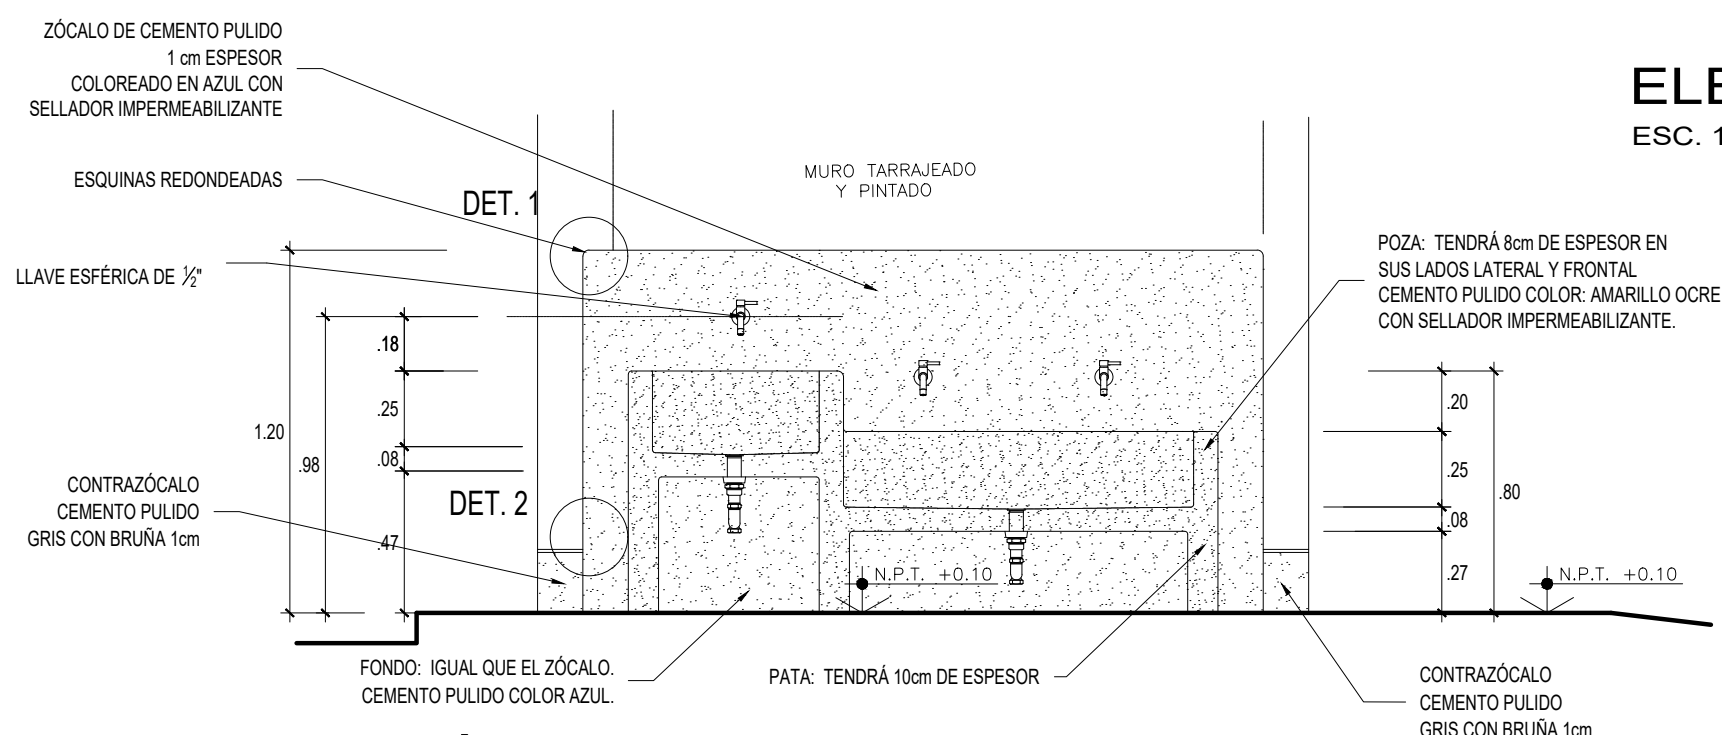 ZÓCALO DE CEMENTO PULIDO
1 cm ESPESOR
COLOREADO EN AZUL CON
SELLADOR IMPERMEABILIZANTE
ELE
ESC. 1
MURO TARRAJEADO
Y PINTADO
ESQUINAS REDONDEADAS
DET. 1
LLAVE ESFÉRICA DE ½"
POZA: TENDRÁ 8cm DE ESPESOR EN
SUS LADOS LATERAL Y FRONTAL
CEMENTO PULIDO COLOR: AMARILLO OCRE
CON SELLADOR IMPERMEABILIZANTE.
1.20
.98
.18
.25
.08
.47
.20
.25
.08
.27
.80
CONTRAZÓCALO
CEMENTO PULIDO
GRIS CON BRUÑA 1cm
DET. 2
N.P.T. +0.10
N.P.T. +0.10
FONDO: IGUAL QUE EL ZÓCALO.
CEMENTO PULIDO COLOR AZUL.
PATA: TENDRÁ 10cm DE ESPESOR
CONTRAZÓCALO
CEMENTO PULIDO
GRIS CON BRUÑA 1cm